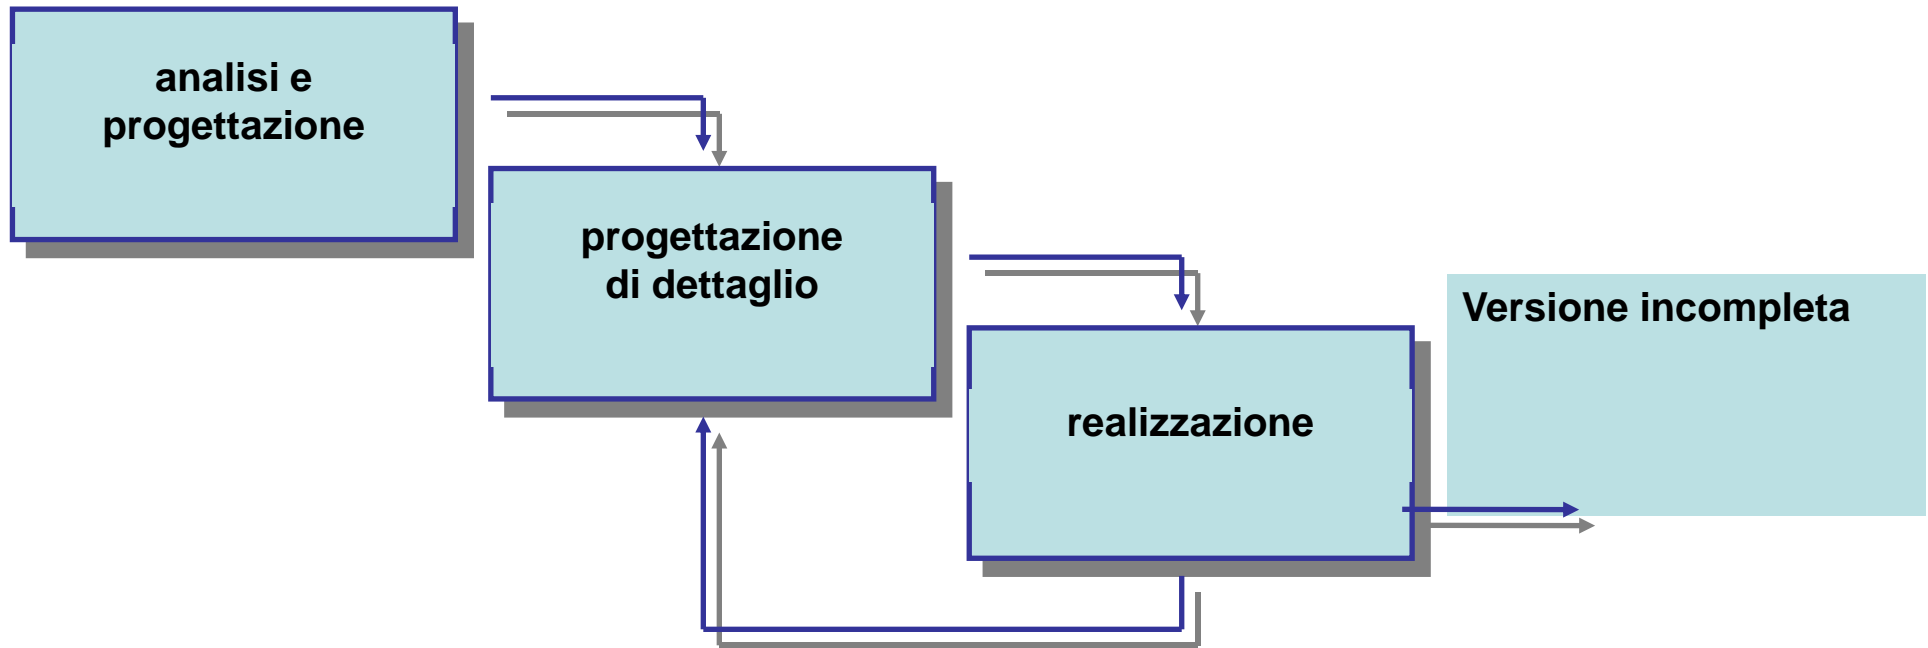 analisi e
progettazione
progettazione
di dettaglio
Versione incompleta
realizzazione